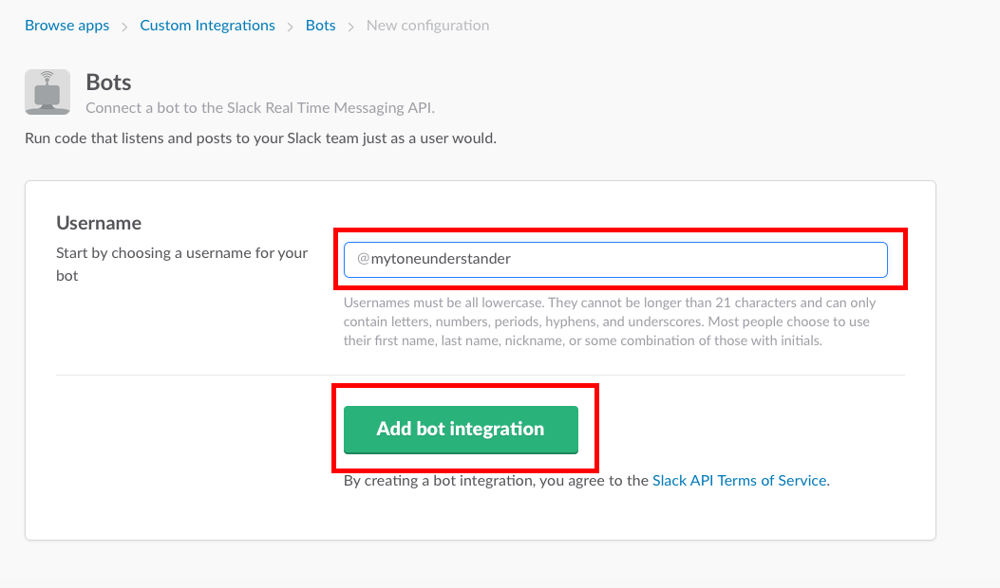 Browse apps > Custom Integrations > Bots > New configuration
Bots
Connect a bot to the Slack Real Time Messaging API.
Run code that listens and posts to your Slack team just as a user would.
Username
Start by choosing a username for your
bot
@mytoneunderstander
Usernames must be all lowercase. They cannot be longer than 21 characters and can only
contain letters, numbers, periods, hyphens, and underscores. Most people choose to use
their first name, last name, nickname, or some combination of those with initials.
Add bot integration
By creating a bot integration, you agree to the Slack API Terms of Service.